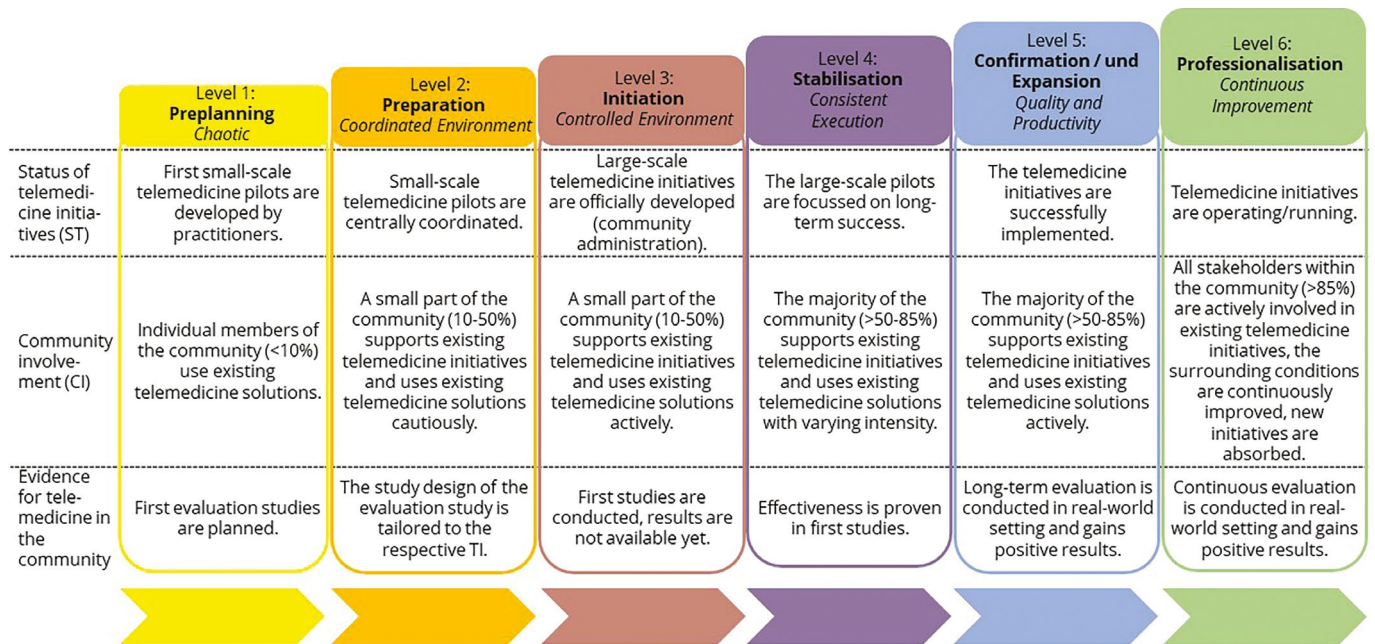 Level 1:
Preplanning
Chaotic
Level 2:
Preparation
Coordinated Environment
Level 3:
Initiation
Controlled Environment
Level 4:
Stabilisation
Consistent
Execution
Level 5:
Confirmation / und
Expansion
Quality and
Productivity
Level 6:
Professionalisation
Continuous
Improvement
Status of
telemedi-
cine initia-
tives (ST)
First small-scale
telemedicine pilots are
developed by
practitioners.
Small-scale
telemedicine pilots are
centrally coordinated.
Large-scale
telemedicine initiatives
are officially developed
(community
administration).
The large-scale pilots
are focussed on long-
term success.
The telemedicine
initiatives are
successfully
implemented.
Telemedicine initiatives
are operating/running.
Community
involve-
ment (CI)
Individual members of
the community (<10%)
use existing
telemedicine solutions.
A small part of the
community (10-50%)
supports existing
telemedicine initiatives
and uses existing
telemedicine solutions
cautiously.
A small part of the
community (10-50%)
supports existing
telemedicine initiatives
and uses existing
telemedicine solutions
actively.
The majority of the
community (>50-85%)
supports existing
telemedicine initiatives
and uses existing
telemedicine solutions
with varying intensity.
The majority of the
community (>50-85%)
supports existing
telemedicine initiatives
and uses existing
telemedicine solutions
actively.
All stakeholders within
the community (>85%)
are actively involved in
existing telemedicine
initiatives, the
surrounding conditions
are continuously
improved, new
initiatives are
absorbed.
Evidence
for tele-
medicine in
the
community
First evaluation studies
are planned.
The study design of the
evaluation study is
tailored to the
respective TI.
First studies are
conducted, results are
not available yet.
Effectiveness is proven
in first studies.
Long-term evaluation is
conducted in real-world
setting and gains
positive results.
Continuous evaluation
is conducted in real-
world setting and gains
positive results.